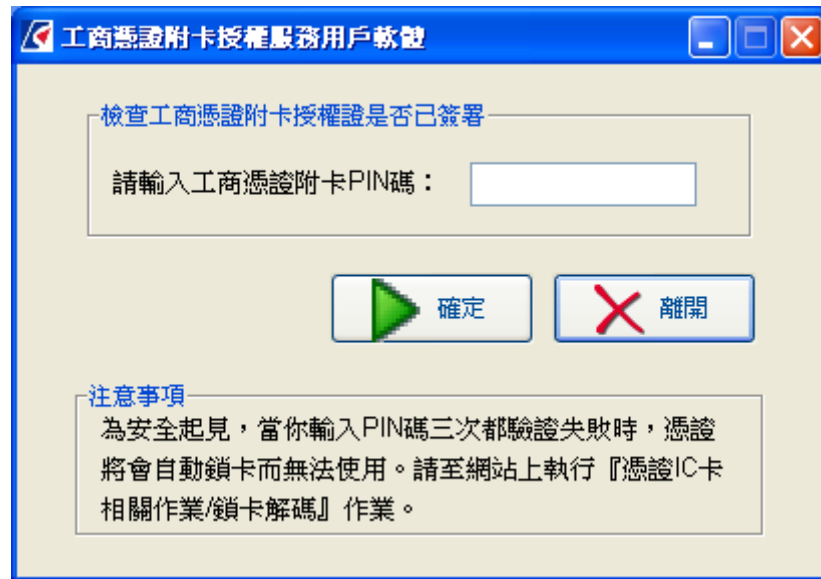 工商憑證附卡授權服務用戶軟體
檢查工商憑證附卡授權證是否已簽署
請輸入工商憑證附卡PIN碼：
確定
離開
注意事項
為安全起見，當你輸入PIN碼三次都驗證失敗時，憑證
將會自動鎖卡而無法使用。請至網站上執行『憑證IC卡
相關作業/鎖卡解碼』作業。